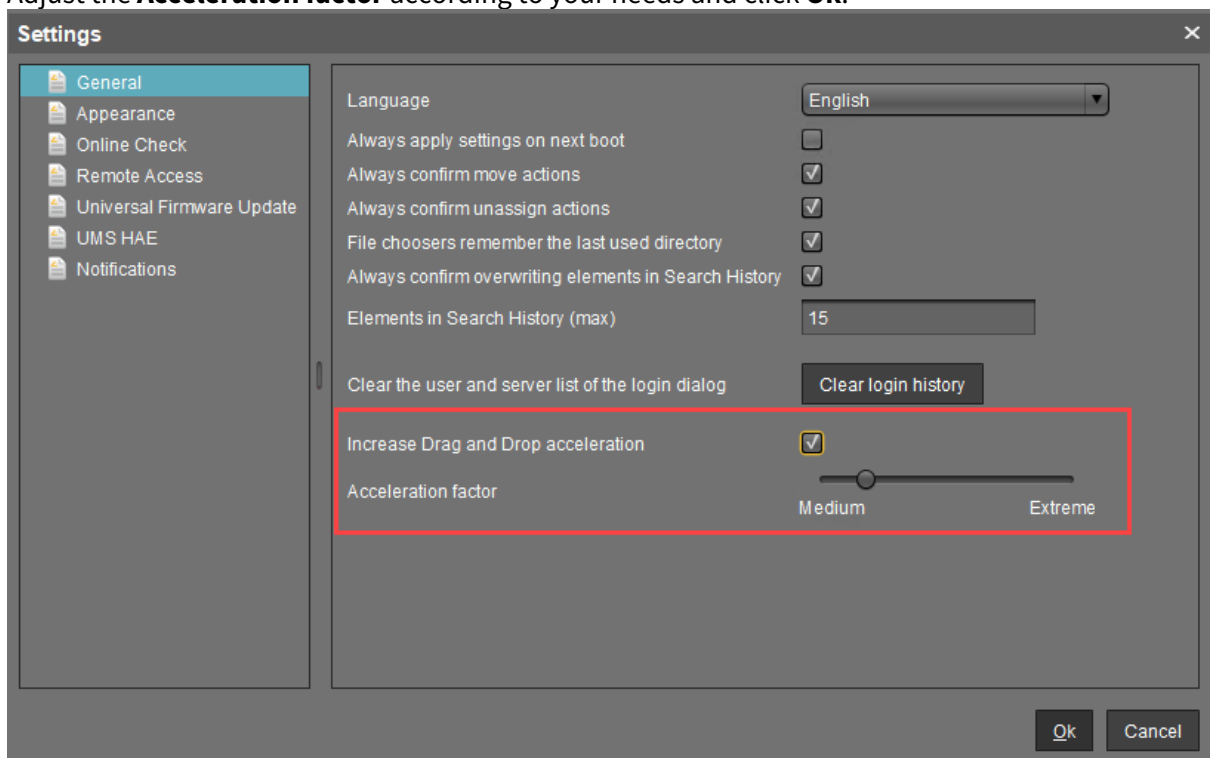 Adjust the Acceleration factor according to your needs and click Ok.
Settings
General
Appearance
Online Check
Remote Access
Universal Firmware Update
UMS HAE
Notifications
Language English
Always apply settings on next boot
Always confirm move actions
Always confirm unassign actions
File choosers remember the last used directory
Always confirm overwriting elements in Search History
Elements in Search History (max) 15
Clear the user and server list of the login dialog Clear login history
Increase Drag and Drop acceleration
Acceleration factor
Medium Extreme
Ok Cancel